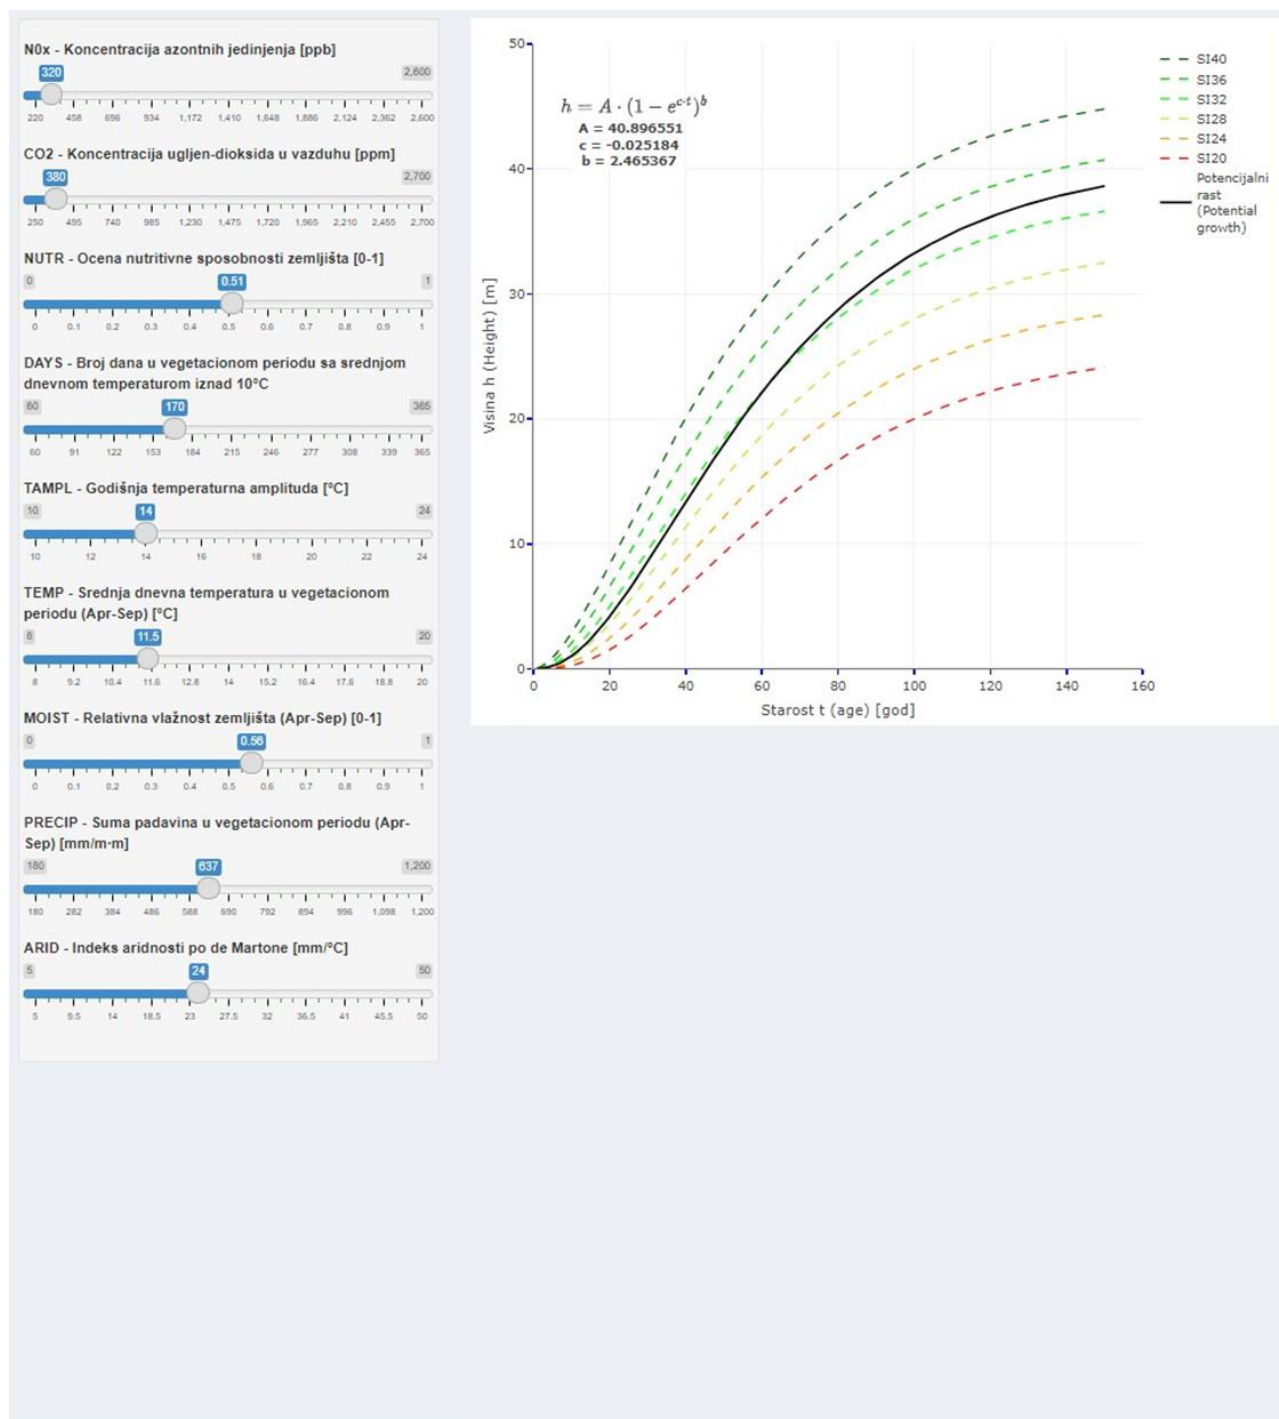 N0x - Koncentracija azontnih jedinjenja [ppb]
320 2,600
220 458 696 934 1,172 1,410 1,648 1,886 2,124 2,362 2,600
CO2 - Koncentracija ugljen-dioksida u vazduhu [ppm]
380 2,700
250 495 740 985 1,230 1,475 1,720 1,965 2,210 2,455 2,700
NUTR - Ocena nutritivne sposobnosti zemljišta [0-1]
0 0.51 1
0 0.1 0.2 0.3 0.4 0.5 0.6 0.7 0.8 0.9 1
DAYS - Broj dana u vegetacionom periodu sa srednjom
dnevnom temperaturom iznad 10°C
60 170 365
60 91 122 153 184 215 246 277 308 339 365
TAMPL - Godišnja temperaturna amplituda [°C]
10 14 24
10 12 14 16 18 20 22 24
TEMP - Srednja dnevna temperatura u vegetacionom
periodu (Apr-Sep) [°C]
8 11.5 20
8 9.2 10.4 11.6 12.8 14 15.2 16.4 17.6 18.8 20
MOIST - Relativna vlažnost zemljišta (Apr-Sep) [0-1]
0 0.56 1
0 0.1 0.2 0.3 0.4 0.5 0.6 0.7 0.8 0.9 1
PRECIP - Suma padavina u vegetacionom periodu (Apr-
Sep) [mm/m·m]
180 637 1,200
180 282 384 486 588 690 792 894 996 1,098 1,200
ARID - Indeks aridnosti po de Martone [mm/°C]
5 24 50
5 9.5 14 18.5 23 27.5 32 36.5 41 45.5 50
h = A · (1 − e^{c·t})^b
A = 40.896551
c = -0.025184
b = 2.465367
50
40
30
20
10
0
Visina h (Height) [m]
0 20 40 60 80 100 120 140 160
Starost t (age) [god]
SI40
SI36
SI32
SI28
SI24
SI20
Potencijalni
rast
(Potential
growth)